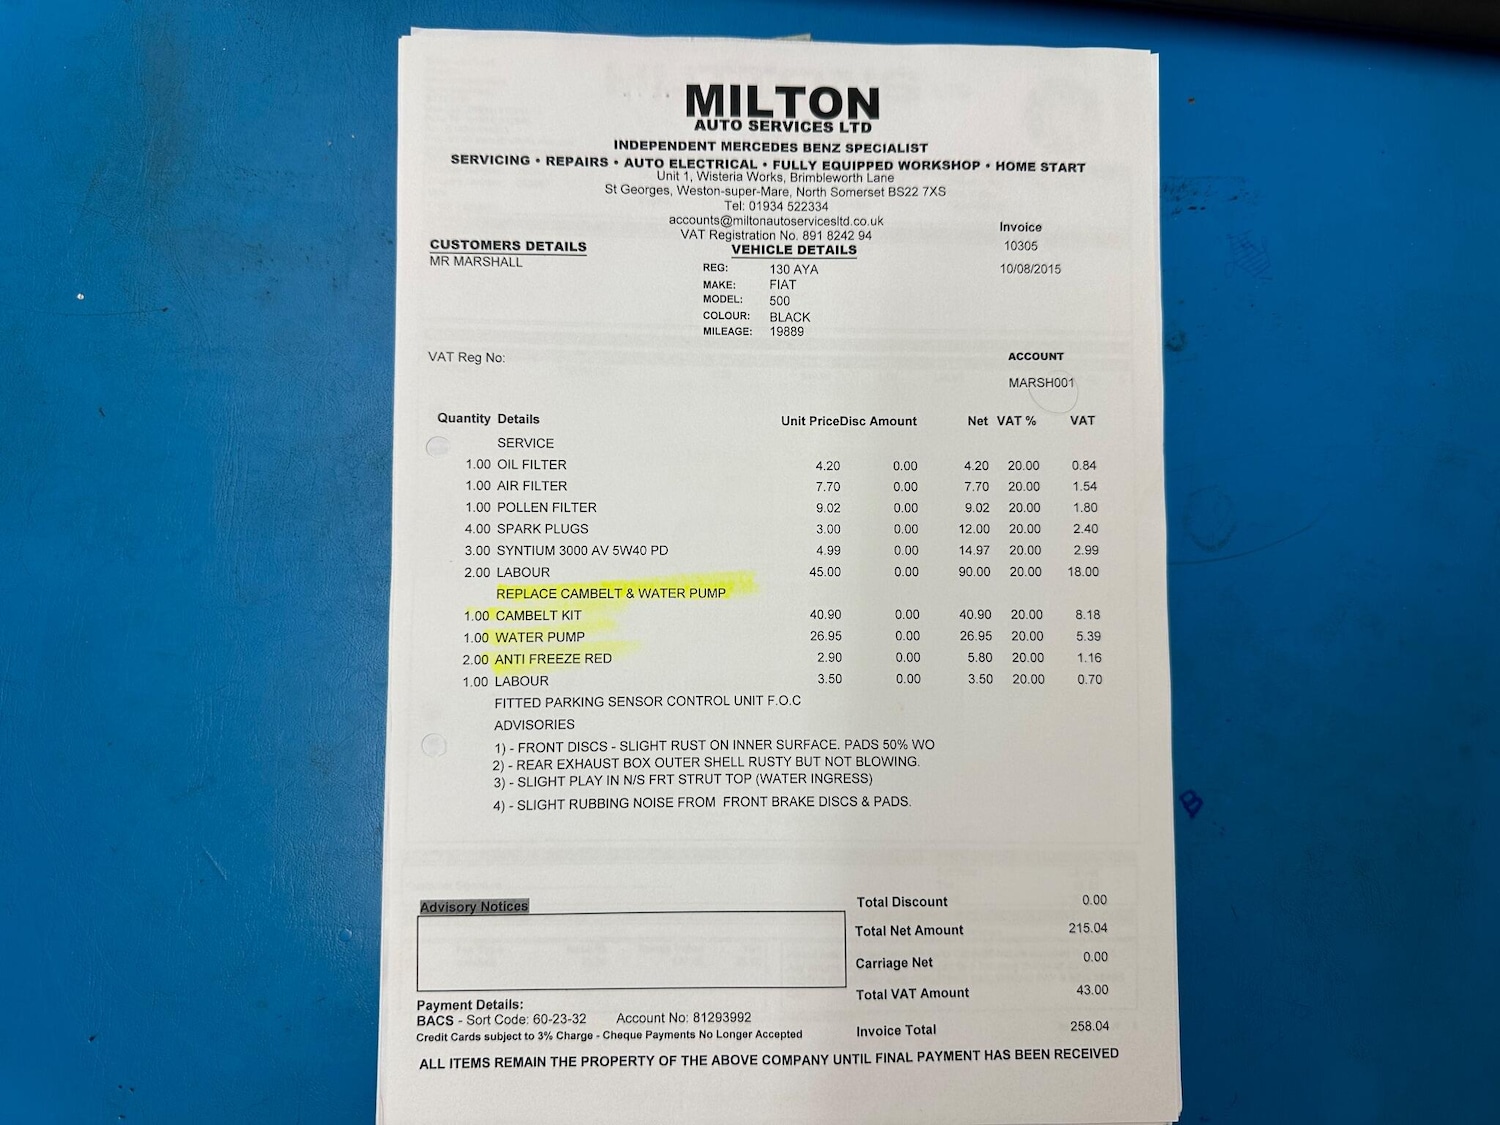 MILTON
AUTO SERVICES LTD
INDEPENDENT MERCEDES BENZ SPECIALIST
SERVICING • REPAIRS • AUTO ELECTRICAL • FULLY EQUIPPED WORKSHOP • HOME START
Unit 1, Wisteria Works, Brimbleworth Lane
St Georges, Weston-super-Mare, North Somerset BS22 7XS
Tel: 01934 522334
accounts@miltonautoservicesltd.co.uk
VAT Registration No. 891 8242 94
Invoice
10305
10/08/2015
CUSTOMERS DETAILS
MR MARSHALL
VEHICLE DETAILS
REG: 130 AYA
MAKE: FIAT
MODEL: 500
COLOUR: BLACK
MILEAGE: 19889
VAT Reg No:
ACCOUNT
MARSH001
Quantity Details Unit PriceDisc Amount Net VAT % VAT
SERVICE
1.00 OIL FILTER 4.20 0.00 4.20 20.00 0.84
1.00 AIR FILTER 7.70 0.00 7.70 20.00 1.54
1.00 POLLEN FILTER 9.02 0.00 9.02 20.00 1.80
4.00 SPARK PLUGS 3.00 0.00 12.00 20.00 2.40
3.00 SYNTIUM 3000 AV 5W40 PD 4.99 0.00 14.97 20.00 2.99
2.00 LABOUR 45.00 0.00 90.00 20.00 18.00
REPLACE CAMBELT & WATER PUMP
1.00 CAMBELT KIT 40.90 0.00 40.90 20.00 8.18
1.00 WATER PUMP 26.95 0.00 26.95 20.00 5.39
2.00 ANTI FREEZE RED 2.90 0.00 5.80 20.00 1.16
1.00 LABOUR 3.50 0.00 3.50 20.00 0.70
FITTED PARKING SENSOR CONTROL UNIT F.O.C
ADVISORIES
1) - FRONT DISCS - SLIGHT RUST ON INNER SURFACE. PADS 50% WO
2) - REAR EXHAUST BOX OUTER SHELL RUSTY BUT NOT BLOWING.
3) - SLIGHT PLAY IN N/S FRT STRUT TOP (WATER INGRESS)
4) - SLIGHT RUBBING NOISE FROM FRONT BRAKE DISCS & PADS.
Advisory Notices
Total Discount 0.00
Total Net Amount 215.04
Carriage Net 0.00
Total VAT Amount 43.00
Invoice Total 258.04
Payment Details:
BACS - Sort Code: 60-23-32 Account No: 81293992
Credit Cards subject to 3% Charge - Cheque Payments No Longer Accepted
ALL ITEMS REMAIN THE PROPERTY OF THE ABOVE COMPANY UNTIL FINAL PAYMENT HAS BEEN RECEIVED